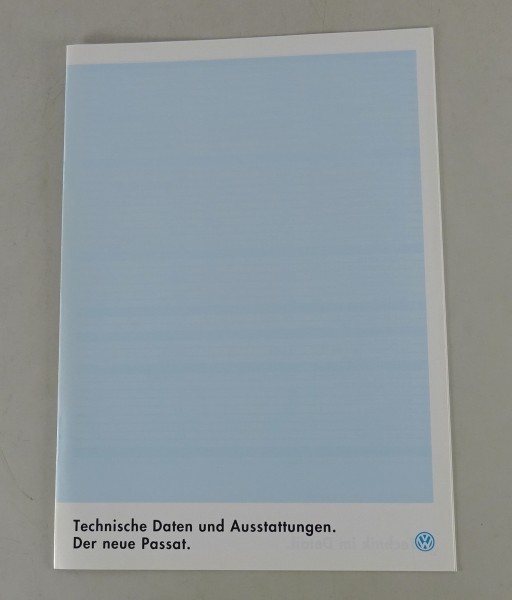 Technische Daten und Ausstattungen.
Der neue Passat.